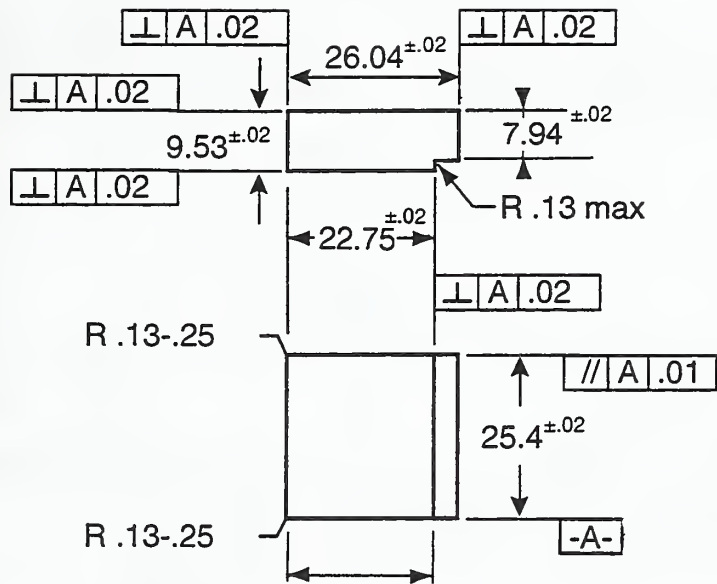 ⊥ A .02 ⊥ A .02
26.04±.02
⊥ A .02
9.53±.02 7.94±.02
⊥ A .02
R .13 max
22.75±.02
⊥ A .02
R .13-.25
// A .01
25.4±.02
R .13-.25
-A-